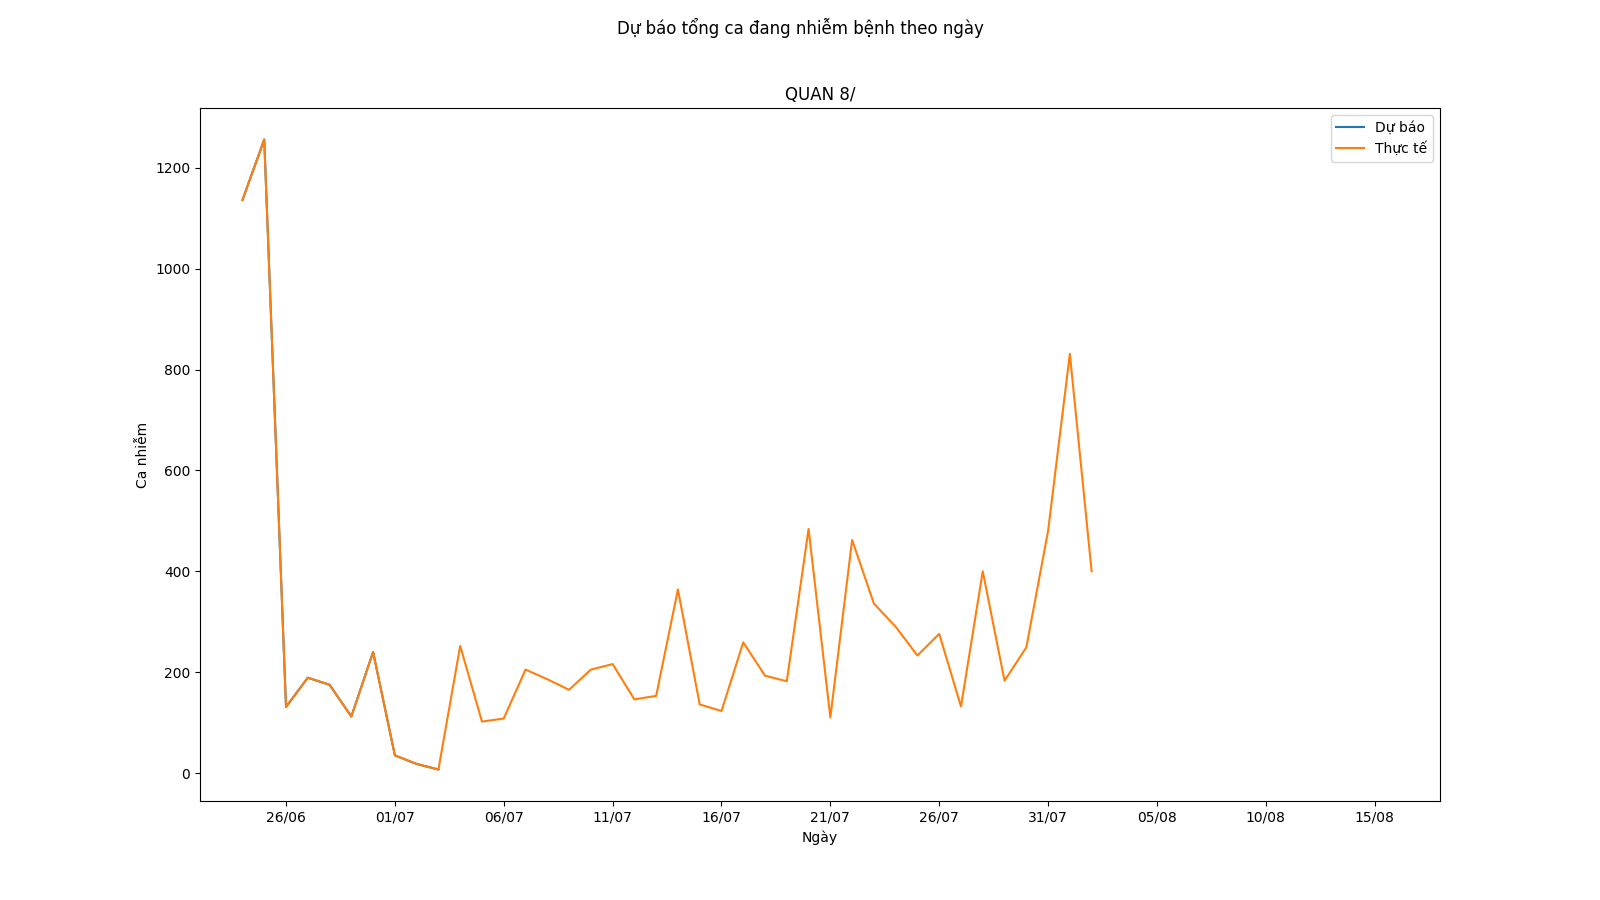 Dự báo tổng ca đang nhiễm bệnh theo ngày
QUAN 8/
Dự báo
Thực tế
1200
1000
800
600
400
200
0
Ca nhiễm
26/06 01/07 06/07 11/07 16/07 21/07 26/07 31/07 05/08 10/08 15/08
Ngày